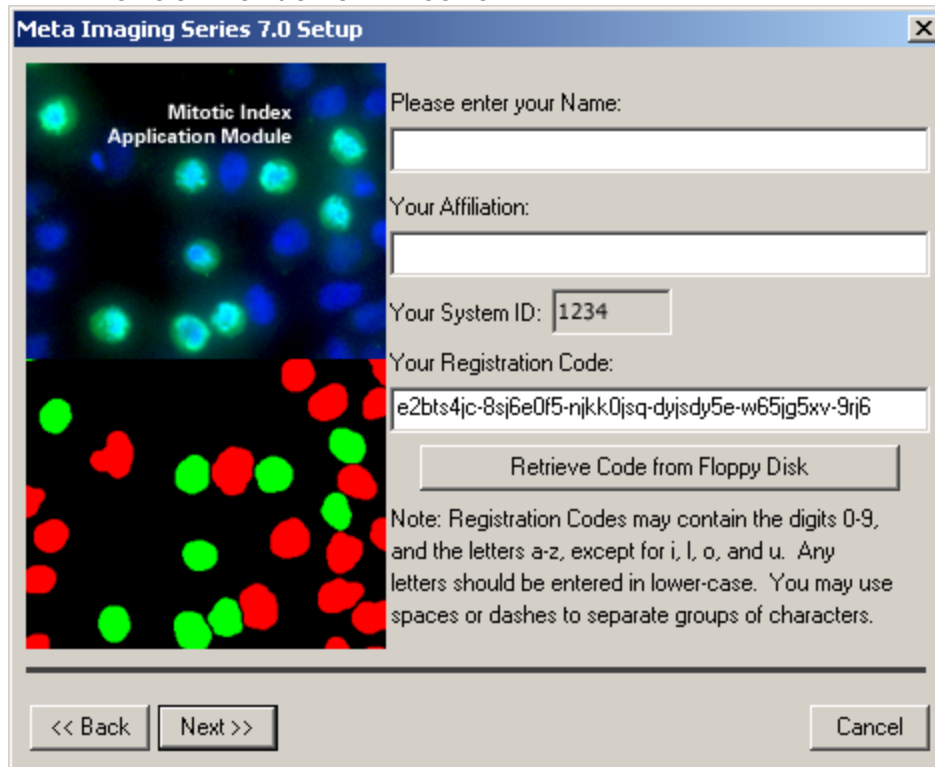 Meta Imaging Series 7.0 Setup
Mitotic Index
Application Module
Please enter your Name:
Your Affiliation:
Your System ID: 1234
Your Registration Code:
e2bts4jc-8sj6e0f5-njkk0jsq-dyjsdy5e-w65jg5xv-9rj6
Retrieve Code from Floppy Disk
Note: Registration Codes may contain the digits 0-9,
and the letters a-z, except for i, l, o, and u. Any
letters should be entered in lower-case. You may use
spaces or dashes to separate groups of characters.
<< Back Next >> Cancel